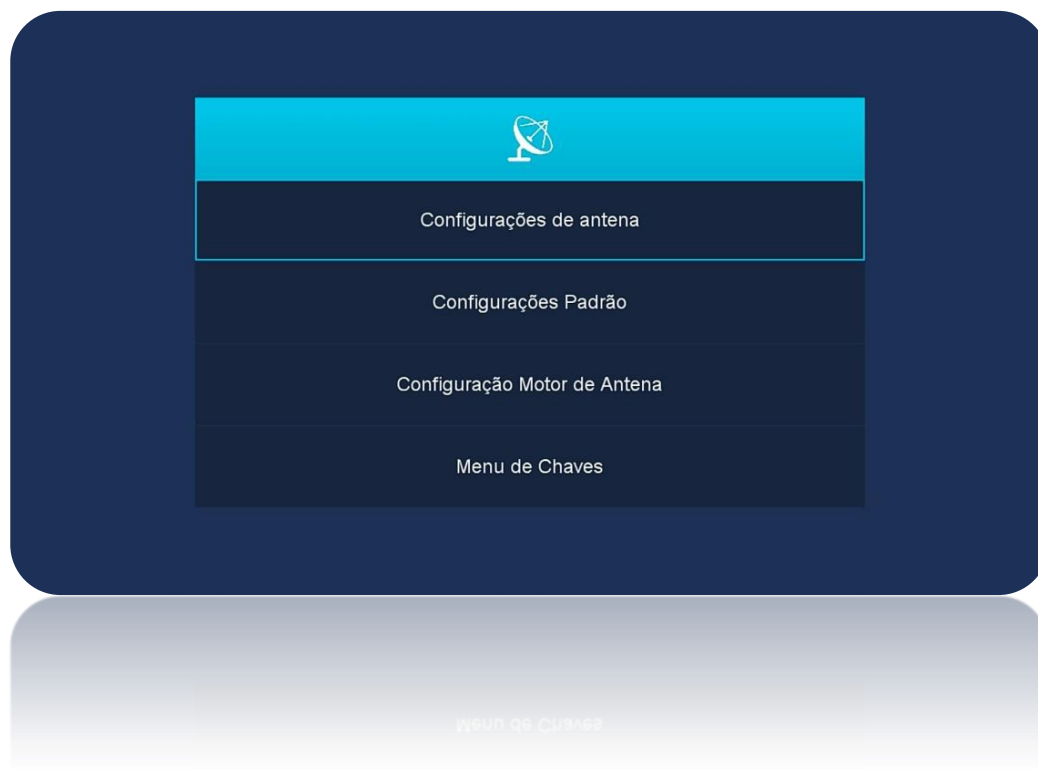 Configurações de antena
Configurações Padrão
Configuração Motor de Antena
Menu de Chaves